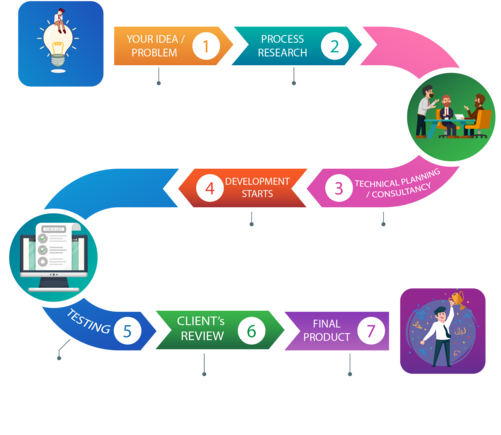 YOUR IDEA /
PROBLEM
1
PROCESS
RESEARCH
2
TECHNICAL PLANNING
/ CONSULTANCY
3
DEVELOPMENT
STARTS
4
TESTING
5
CLIENT's
REVIEW
6
FINAL
PRODUCT
7